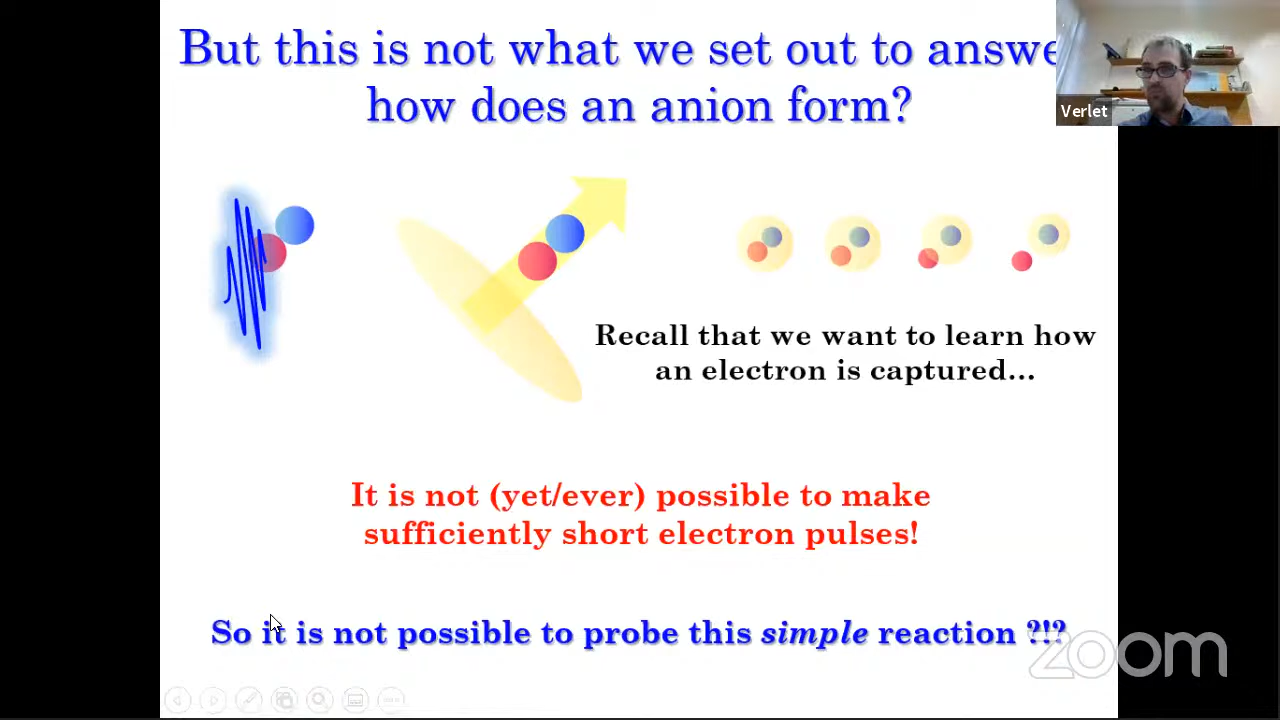 But this is not what we set out to answe
how does an anion form?
Verlet
Recall that we want to learn how
an electron is captured...
It is not (yet/ever) possible to make
sufficiently short electron pulses!
So it is not possible to probe this simple reaction ?!?
zoom